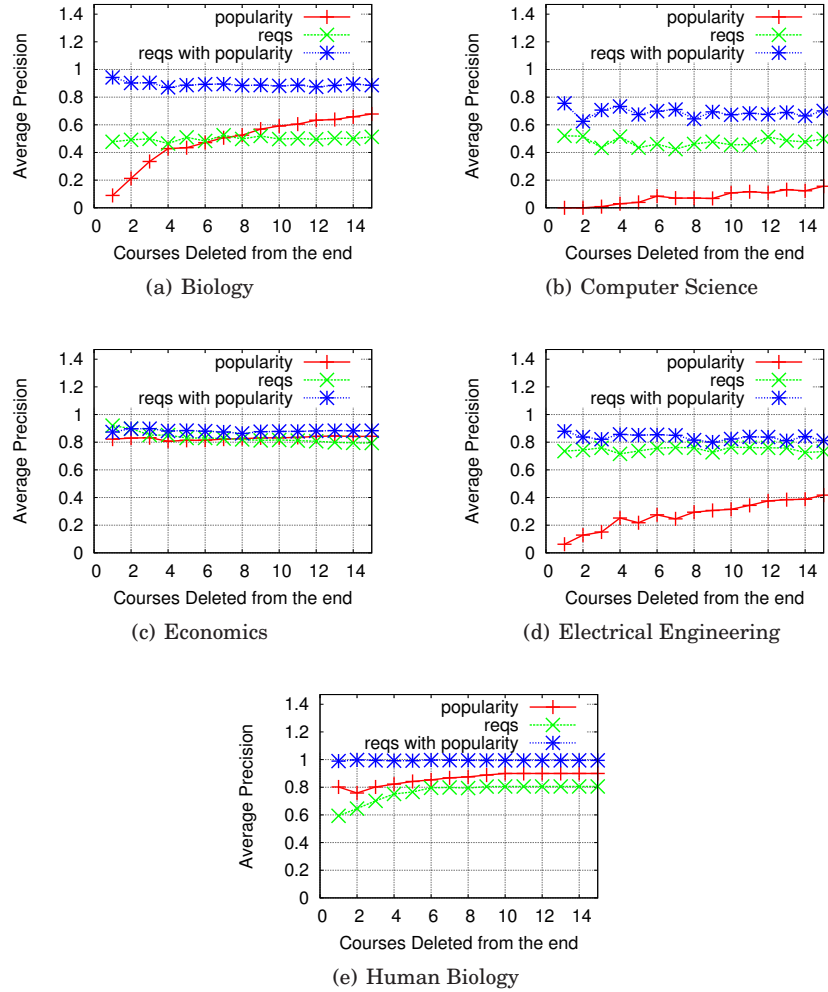 popularity
reqs
reqs with popularity
1.4
1.2
1
0.8
0.6
0.4
0.2
0
Average Precision
0 2 4 6 8 10 12 14
Courses Deleted from the end
(a) Biology
popularity
reqs
reqs with popularity
1.4
1.2
1
0.8
0.6
0.4
0.2
0
Average Precision
0 2 4 6 8 10 12 14
Courses Deleted from the end
(b) Computer Science
popularity
reqs
reqs with popularity
1.4
1.2
1
0.8
0.6
0.4
0.2
0
Average Precision
0 2 4 6 8 10 12 14
Courses Deleted from the end
(c) Economics
popularity
reqs
reqs with popularity
1.4
1.2
1
0.8
0.6
0.4
0.2
0
Average Precision
0 2 4 6 8 10 12 14
Courses Deleted from the end
(d) Electrical Engineering
popularity
reqs
reqs with popularity
1.4
1.2
1
0.8
0.6
0.4
0.2
0
Average Precision
0 2 4 6 8 10 12 14
Courses Deleted from the end
(e) Human Biology